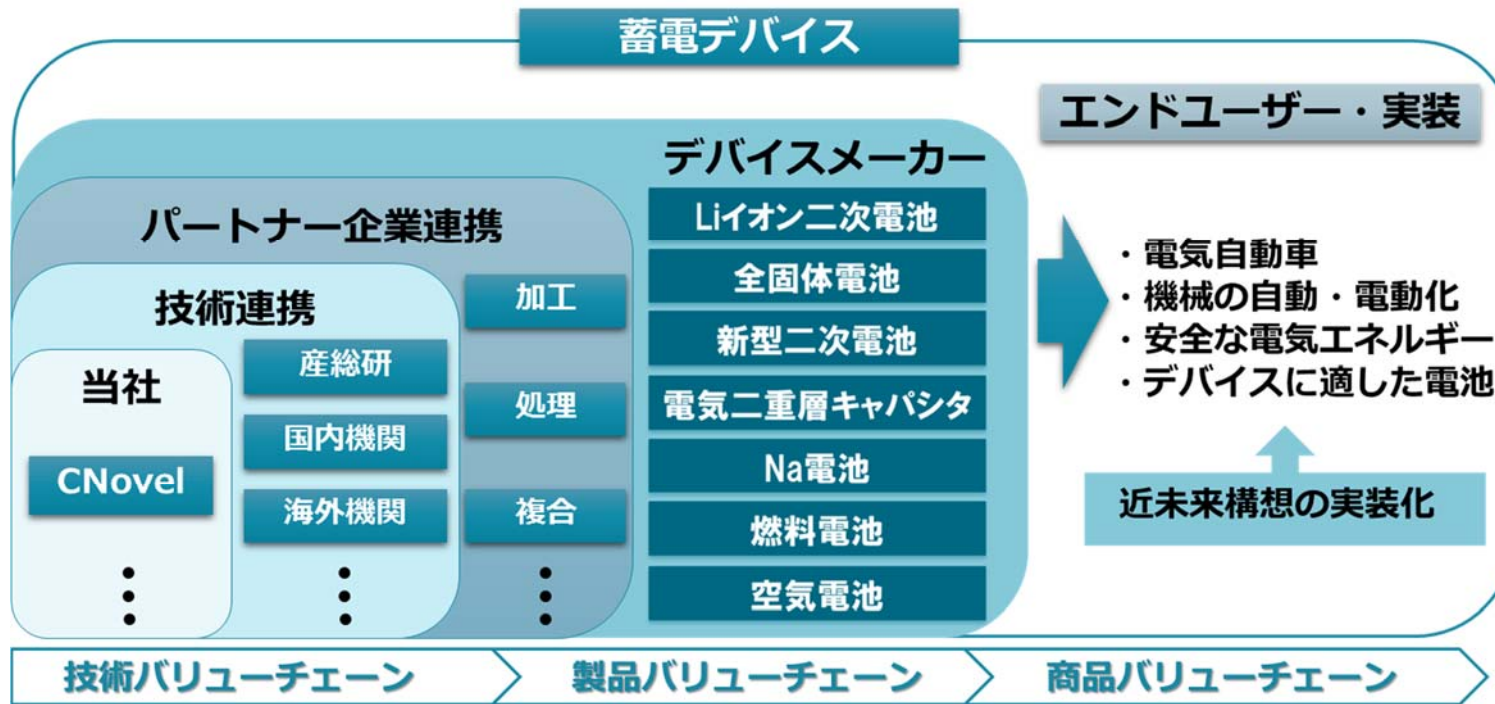 蓄電デバイス
エンドユーザー・実装
デバイスメーカー
パートナー企業連携
技術連携
当社
CNovel
産総研
国内機関
海外機関
加工
処理
複合
Liイオン二次電池
全固体電池
新型二次電池
電気二重層キャパシタ
Na電池
燃料電池
空気電池
・電気自動車
・機械の自動・電動化
・安全な電気エネルギー
・デバイスに適した電池
近未来構想の実装化
技術バリューチェーン
製品バリューチェーン
商品バリューチェーン